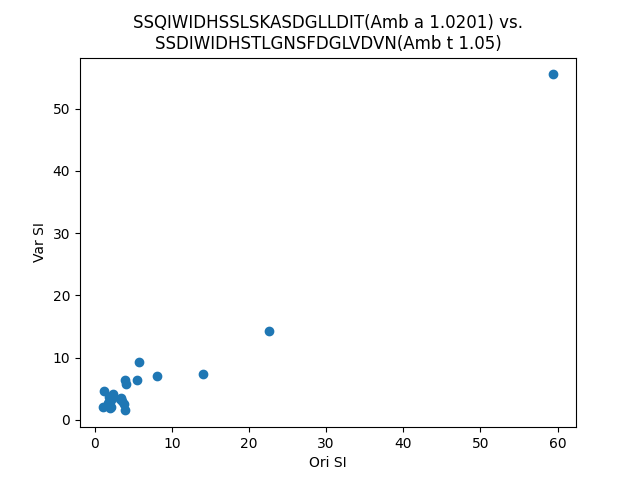 SSQIWIDHSSLSKASDGLLDIT(Amb a 1.0201) vs.
SSDIWIDHSTLGNSFDGLVDVN(Amb t 1.05)
50
40
30
20
10
0
Var SI
0 10 20 30 40 50 60
Ori SI